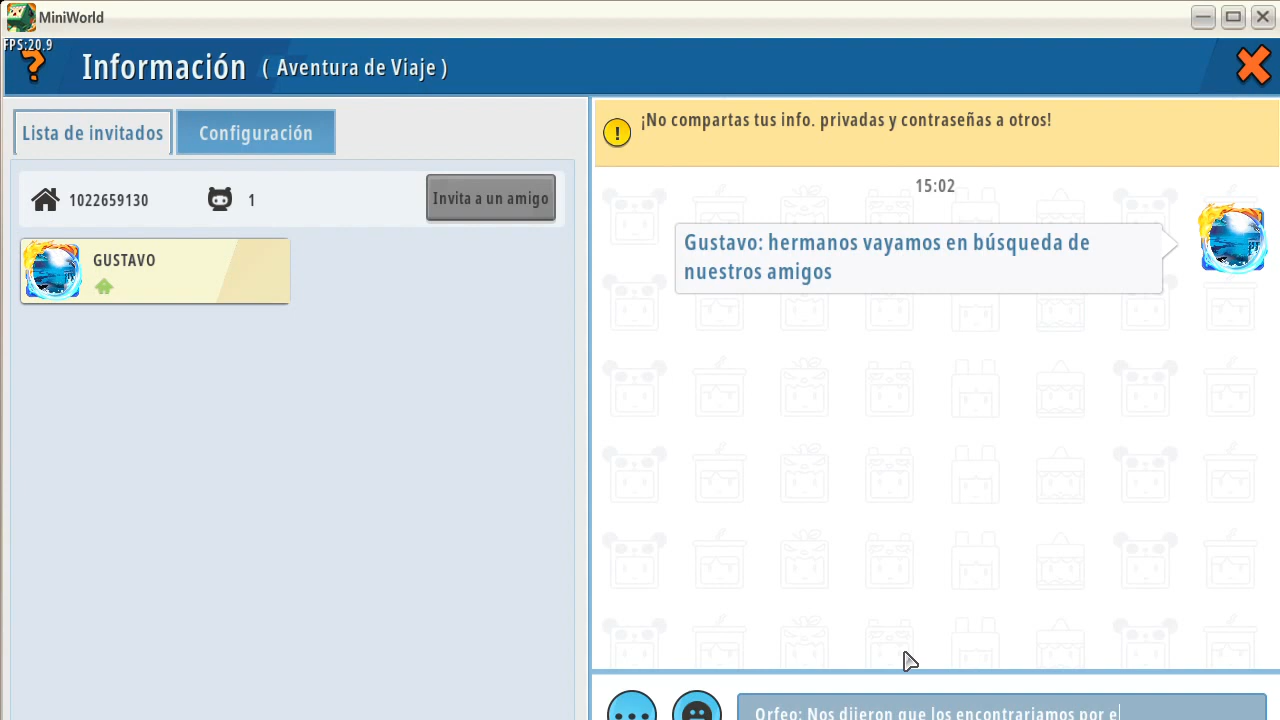 MiniWorld
FPS:20.9
Información ( Aventura de Viaje )
Lista de invitados
Configuración
1022659130
1
Invita a un amigo
GUSTAVO
¡No compartas tus info. privadas y contraseñas a otros!
15:02
Gustavo: hermanos vayamos en búsqueda de
nuestros amigos
Orfeo: Nos dijeron que los encontrariamos por e